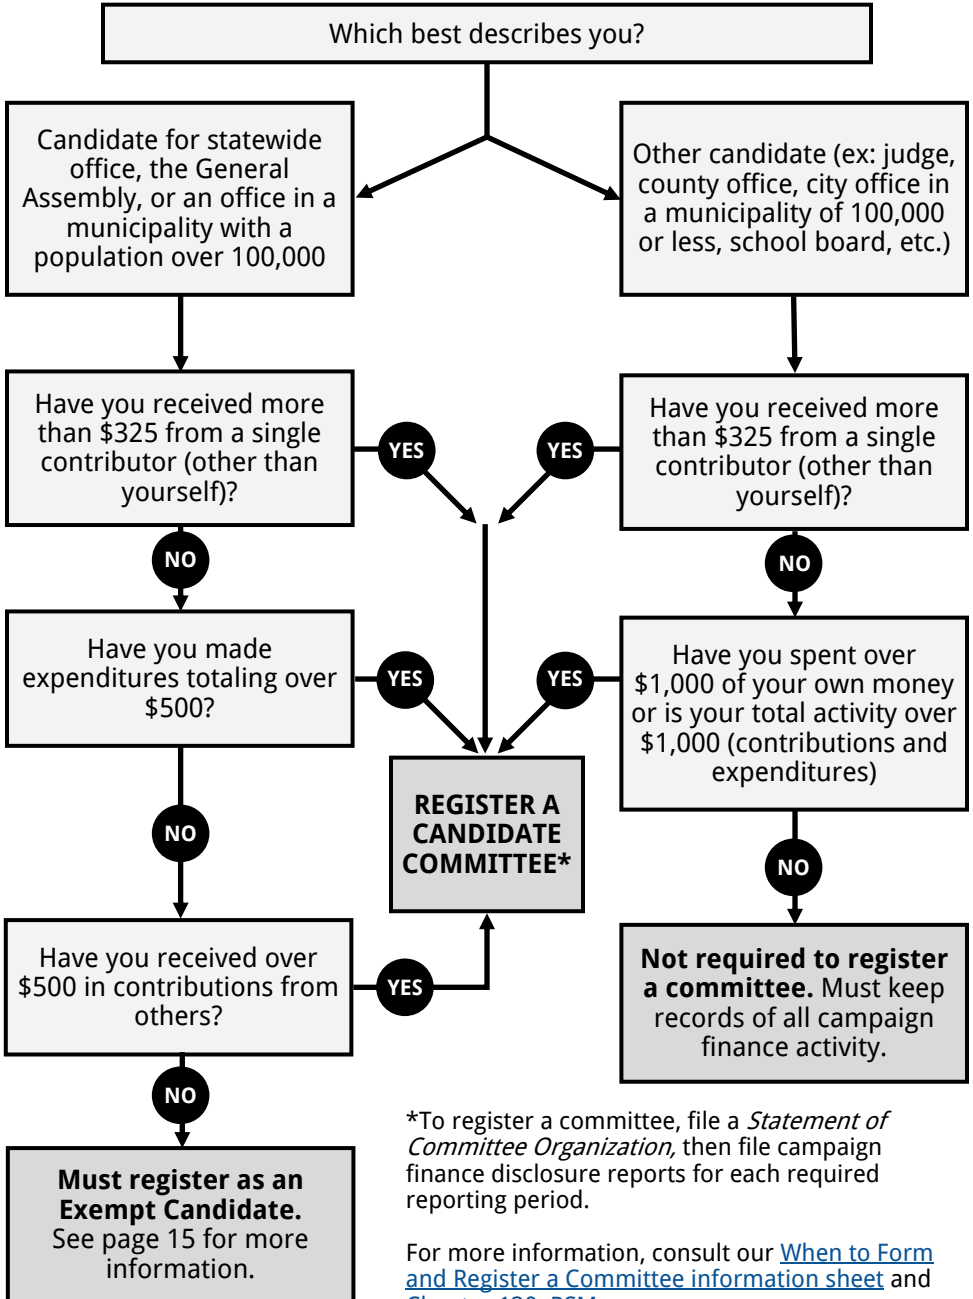 Which best describes you?
Candidate for statewide
office, the General
Assembly, or an office in a
municipality with a
population over 100,000
Other candidate (ex: judge,
county office, city office in
a municipality of 100,000
or less, school board, etc.)
Have you received more
than $325 from a single
contributor (other than
yourself)?
YES
YES
Have you received more
than $325 from a single
contributor (other than
yourself)?
NO
NO
Have you made
expenditures totaling over
$500?
YES
YES
Have you spent over
$1,000 of your own money
or is your total activity over
$1,000 (contributions and
expenditures)
NO
REGISTER A
CANDIDATE
COMMITTEE*
NO
Have you received over
$500 in contributions from
others?
YES
Not required to register
a committee. Must keep
records of all campaign
finance activity.
NO
Must register as an
Exempt Candidate.
See page 15 for more
information.
*To register a committee, file a Statement of
Committee Organization, then file campaign
finance disclosure reports for each required
reporting period.
For more information, consult our When to Form
and Register a Committee information sheet and